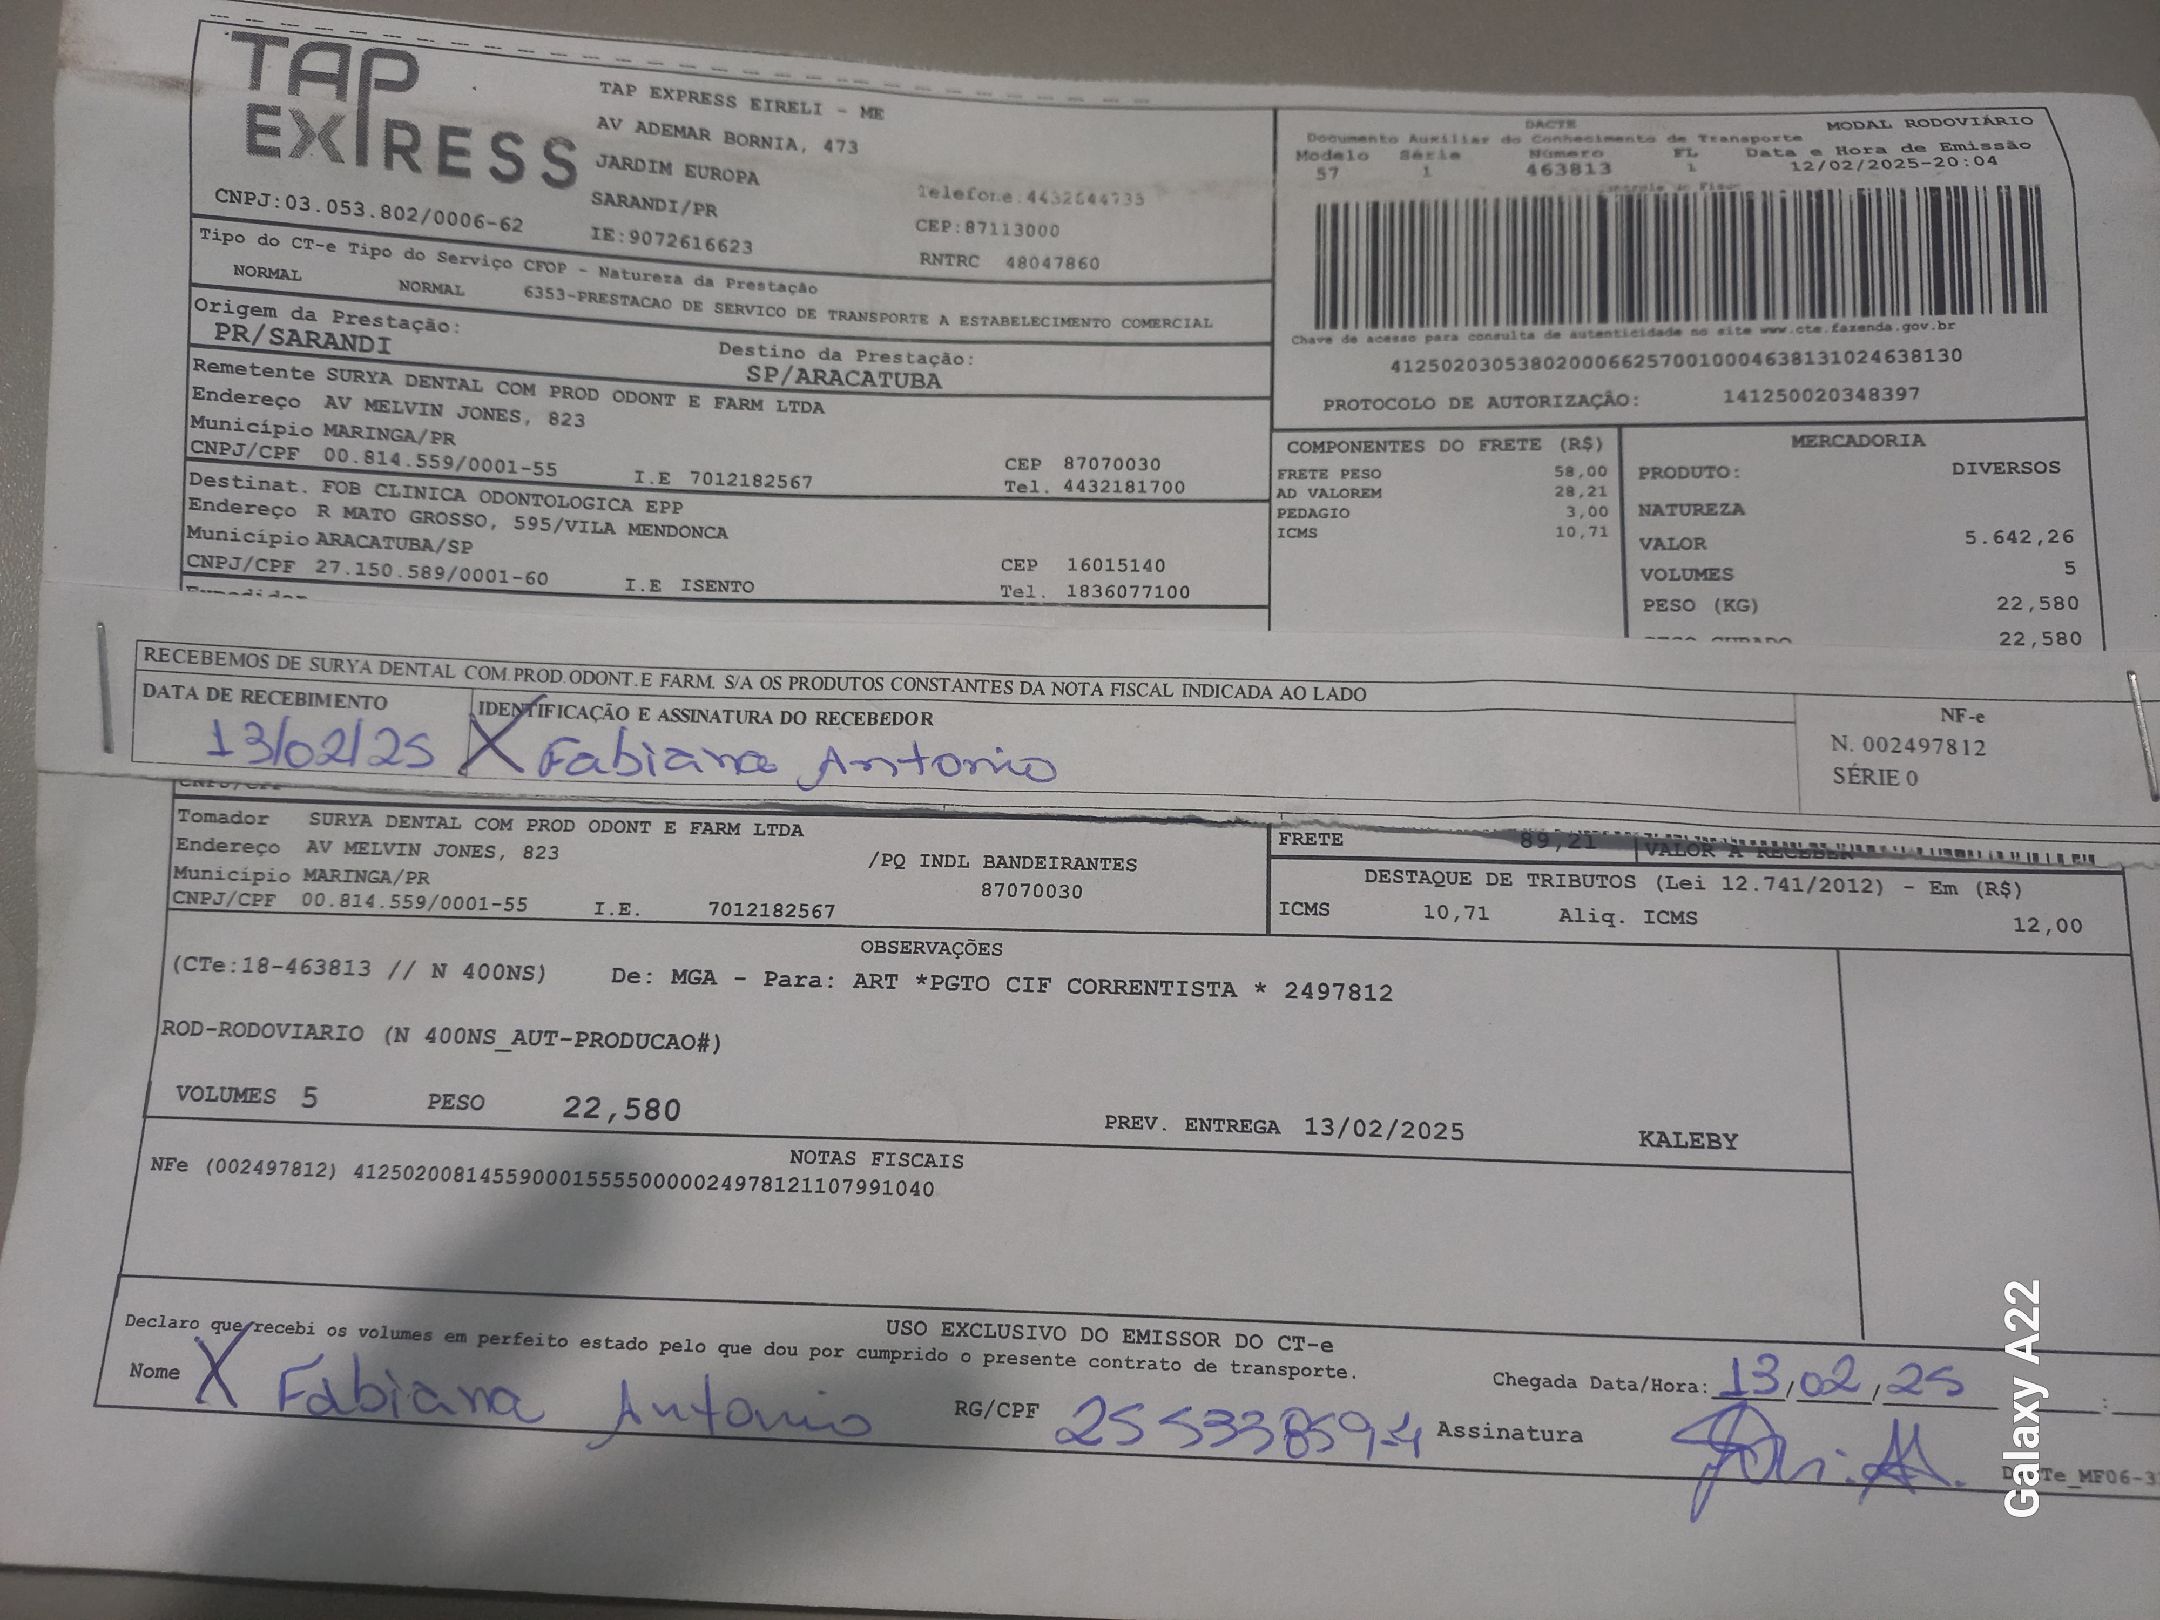 TAP EXPRESS
TAP EXPRESS EIRELI - ME
AV ADEMAR BORNIA, 473
JARDIM EUROPA
SARANDI/PR
Telefone.4432644733
CEP:87113000
CNPJ:03.053.802/0006-62
IE:9072616623
RNTRC 48047860
DACTE
MODAL RODOVIÁRIO
Documento Auxiliar do Conhecimento de Transporte
Modelo Série Número FL Data e Hora de Emissão
57 1 463813 1 12/02/2025-20:04
Chave de acesso para consulta de autenticidade no site www.cte.fazenda.gov.br
41250203053802000662570010004638131024638130
PROTOCOLO DE AUTORIZAÇÃO: 141250020348397
Tipo do CT-e Tipo do Serviço CFOP - Natureza da Prestação
NORMAL NORMAL 6353-PRESTACAO DE SERVICO DE TRANSPORTE A ESTABELECIMENTO COMERCIAL
Origem da Prestação:
PR/SARANDI
Destino da Prestação:
SP/ARACATUBA
Remetente SURYA DENTAL COM PROD ODONT E FARM LTDA
Endereço AV MELVIN JONES, 823
Município MARINGA/PR CEP 87070030
CNPJ/CPF 00.814.559/0001-55 I.E 7012182567 Tel. 4432181700
Destinat. FOB CLINICA ODONTOLOGICA EPP
Endereço R MATO GROSSO, 595/VILA MENDONCA
Município ARACATUBA/SP CEP 16015140
CNPJ/CPF 27.150.589/0001-60 I.E ISENTO Tel. 1836077100
COMPONENTES DO FRETE (R$)
FRETE PESO 58,00
AD VALOREM 28,21
PEDAGIO 3,00
ICMS 10,71
MERCADORIA
PRODUTO: DIVERSOS
NATUREZA
VALOR 5.642,26
VOLUMES 5
PESO (KG) 22,580
22,580
RECEBEMOS DE SURYA DENTAL COM.PROD.ODONT.E FARM. S/A OS PRODUTOS CONSTANTES DA NOTA FISCAL INDICADA AO LADO
DATA DE RECEBIMENTO IDENTIFICAÇÃO E ASSINATURA DO RECEBEDOR
13/02/25 X Fabiana Antonio
NF-e
N. 002497812
SÉRIE 0
CNPJ/CPF
Tomador SURYA DENTAL COM PROD ODONT E FARM LTDA
Endereço AV MELVIN JONES, 823 /PQ INDL BANDEIRANTES
Município MARINGA/PR 87070030
CNPJ/CPF 00.814.559/0001-55 I.E. 7012182567
FRETE 89,21 VALOR A RECEBER
DESTAQUE DE TRIBUTOS (Lei 12.741/2012) - Em (R$)
ICMS 10,71 Aliq. ICMS 12,00
OBSERVAÇÕES
(CTe:18-463813 // N 400NS) De: MGA - Para: ART *PGTO CIF CORRENTISTA * 2497812
ROD-RODOVIARIO (N 400NS_AUT-PRODUCAO#)
VOLUMES 5 PESO 22,580 PREV. ENTREGA 13/02/2025 KALEBY
NOTAS FISCAIS
NFe (002497812) 41250200814559000155550000024978121107991040
USO EXCLUSIVO DO EMISSOR DO CT-e
Declaro que recebi os volumes em perfeito estado pelo que dou por cumprido o presente contrato de transporte.
Nome X Fabiana Antonio RG/CPF 25533859-4 Chegada Data/Hora: 13/02/25 :
Assinatura
Galaxy A22